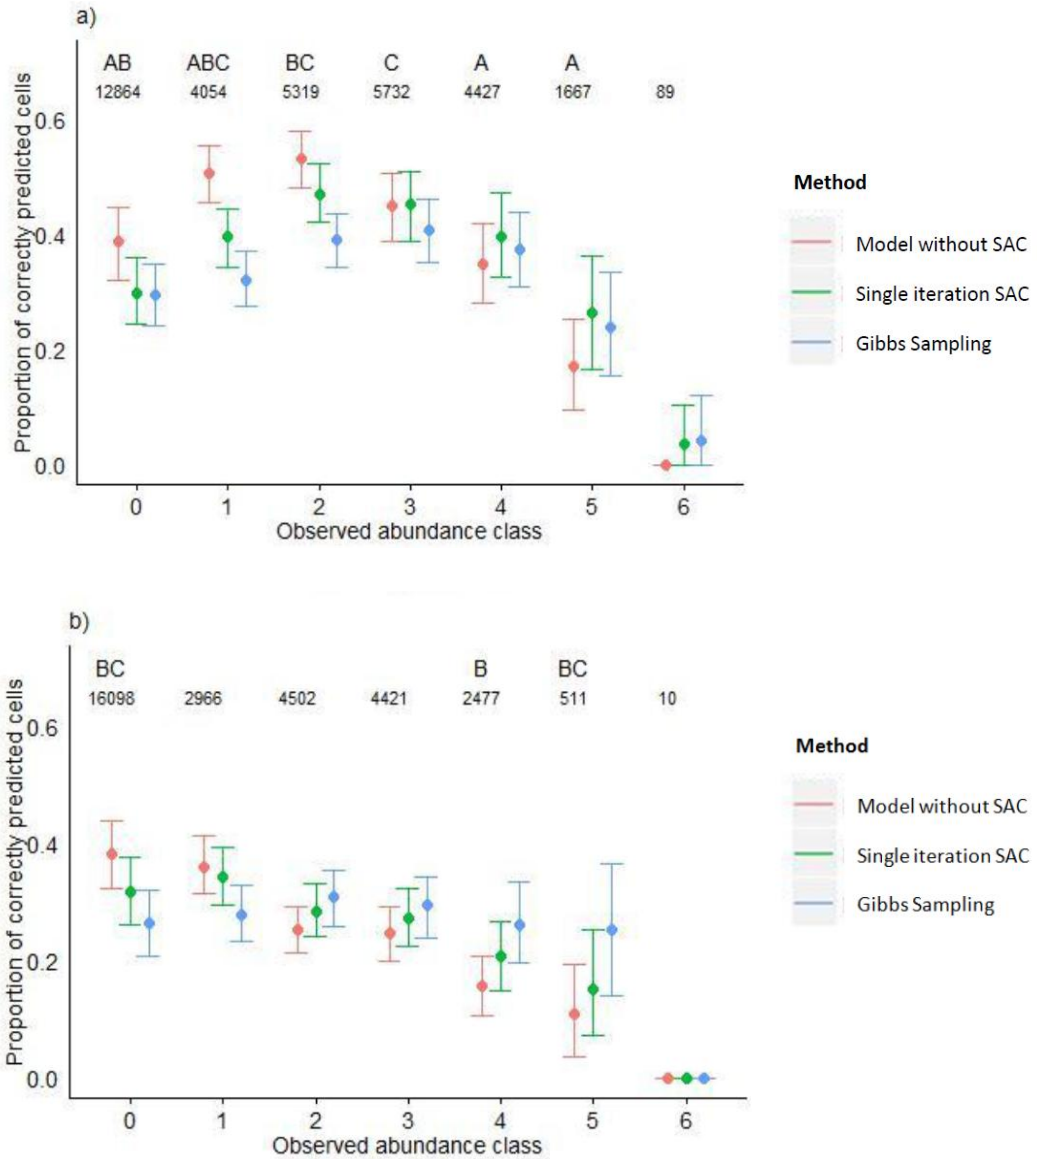 a)
AB ABC BC C A A
12864 4054 5319 5732 4427 1667 89
Proportion of correctly predicted cells
0.6
0.4
0.2
0.0
0 1 2 3 4 5 6
Observed abundance class
Method
Model without SAC
Single iteration SAC
Gibbs Sampling
b)
BC B BC
16098 2966 4502 4421 2477 511 10
Proportion of correctly predicted cells
0.6
0.4
0.2
0.0
0 1 2 3 4 5 6
Observed abundance class
Method
Model without SAC
Single iteration SAC
Gibbs Sampling